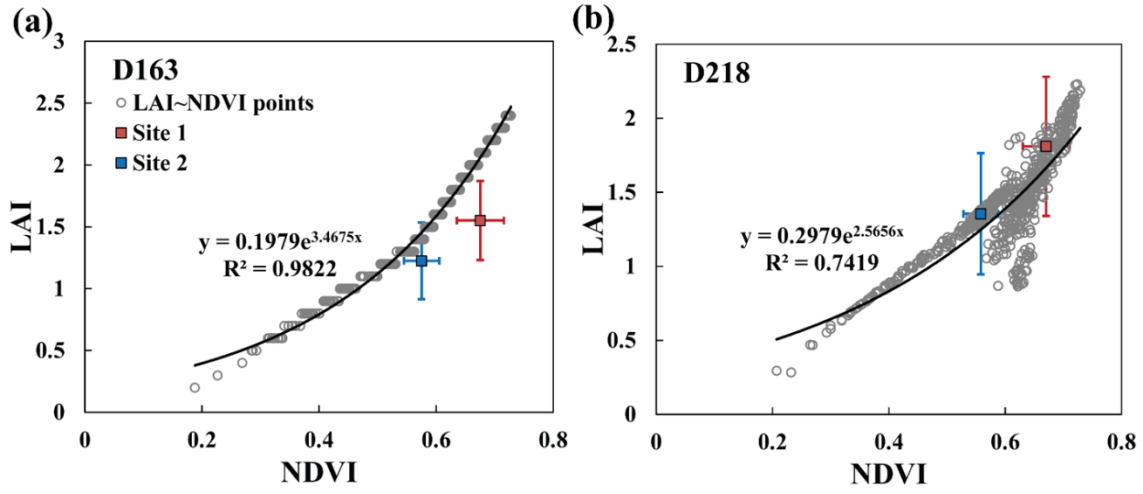 (a)
D163
LAI~NDVI points
Site 1
Site 2
y = 0.1979e^3.4675x
R² = 0.9822
LAI
3
2.5
2
1.5
1
0.5
0
0
0.2
0.4
0.6
0.8
NDVI
(b)
D218
y = 0.2979e^2.5656x
R² = 0.7419
LAI
2.5
2
1.5
1
0.5
0
0
0.2
0.4
0.6
0.8
NDVI